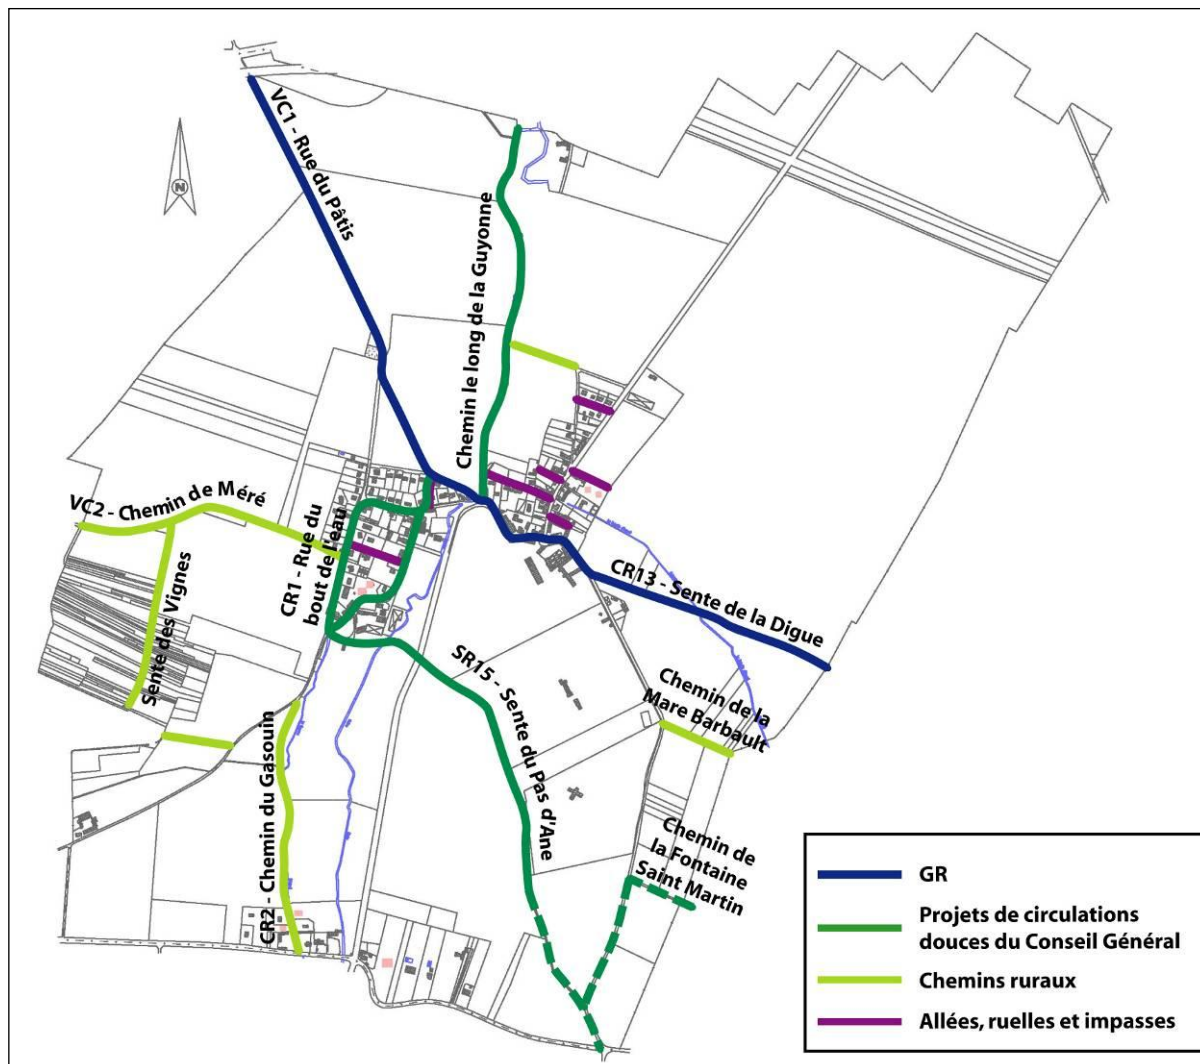 VC1 - Rue du Pâtis
N
Chemin le long de la Guyonne
VC2 - Chemin de Méré
CR1 - Rue du
bout de l'eau
Sente des Vignes
CR13 - Sente de la Digue
SR15 - Sente du Pas d'Ane
Chemin de la
Mare Barbault
CR2 - Chemin du Gasouin
Chemin de
la Fontaine
Saint Martin
GR
Projets de circulations
douces du Conseil Général
Chemins ruraux
Allées, ruelles et impasses